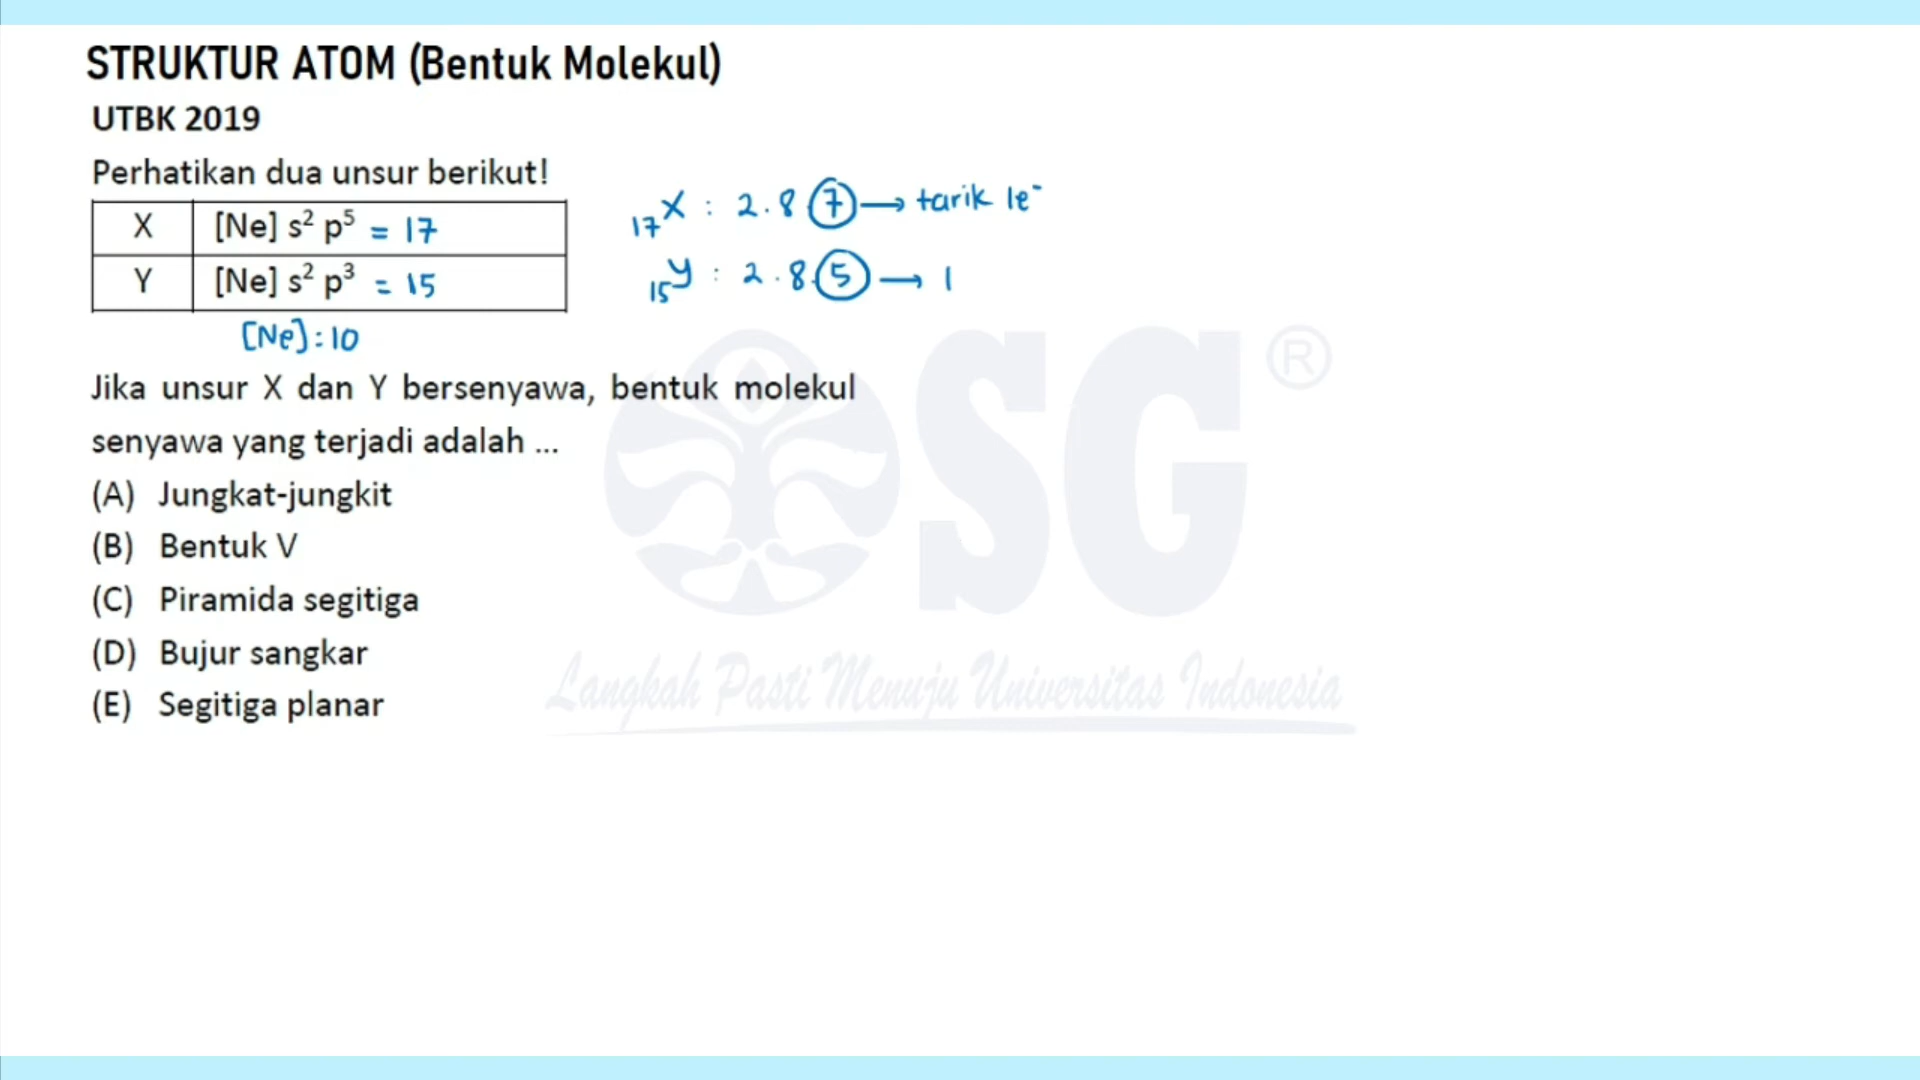 STRUKTUR ATOM (Bentuk Molekul)
UTBK 2019
Perhatikan dua unsur berikut!
X [Ne] s² p⁵ = 17
Y [Ne] s² p³ = 15
[Ne] : 10
₁₇X : 2 . 8 7 → tarik 1e⁻
₁₅Y : 2 . 8 . 5 → 1
Jika unsur X dan Y bersenyawa, bentuk molekul
senyawa yang terjadi adalah ...
(A) Jungkat-jungkit
(B) Bentuk V
(C) Piramida segitiga
(D) Bujur sangkar
(E) Segitiga planar
SG ®
Langkah Pasti Menuju Universitas Indonesia